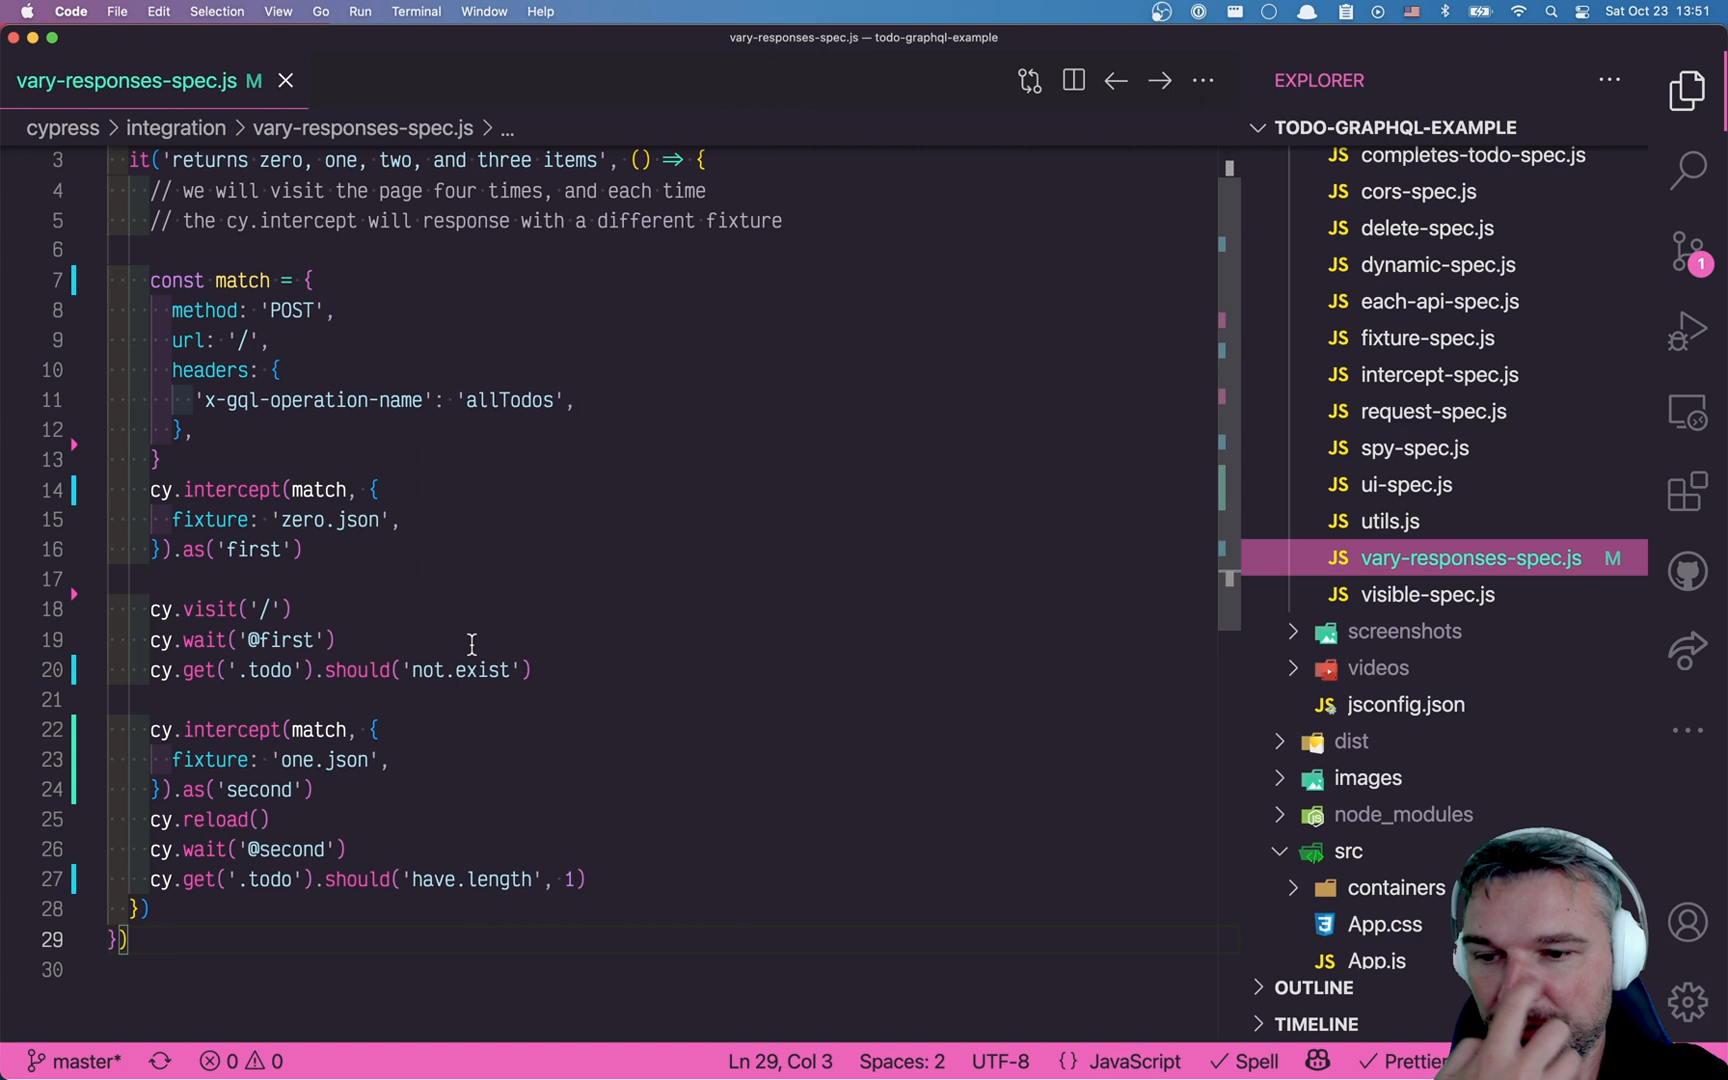 Code File Edit Selection View Go Run Terminal Window Help Sat Oct 23 13:51
vary-responses-spec.js — todo-graphql-example
vary-responses-spec.js M
cypress > integration > vary-responses-spec.js > ...
3 it('returns zero, one, two, and three items', () => {
4 // we will visit the page four times, and each time
5 // the cy.intercept will response with a different fixture
6
7 const match = {
8 method: 'POST',
9 url: '/',
10 headers: {
11 'x-gql-operation-name': 'allTodos',
12 },
13 }
14 cy.intercept(match, {
15 fixture: 'zero.json',
16 }).as('first')
17
18 cy.visit('/')
19 cy.wait('@first')
20 cy.get('.todo').should('not.exist')
21
22 cy.intercept(match, {
23 fixture: 'one.json',
24 }).as('second')
25 cy.reload()
26 cy.wait('@second')
27 cy.get('.todo').should('have.length', 1)
28 })
29 })
30
EXPLORER
TODO-GRAPHQL-EXAMPLE
JS completes-todo-spec.js
JS cors-spec.js
JS delete-spec.js
JS dynamic-spec.js
JS each-api-spec.js
JS fixture-spec.js
JS intercept-spec.js
JS request-spec.js
JS spy-spec.js
JS ui-spec.js
JS utils.js
JS vary-responses-spec.js M
JS visible-spec.js
screenshots
videos
JS jsconfig.json
dist
images
node_modules
src
containers
App.css
JS App.js
OUTLINE
TIMELINE
1
master* 0 0 Ln 29, Col 3 Spaces: 2 UTF-8 {} JavaScript Spell Prettier